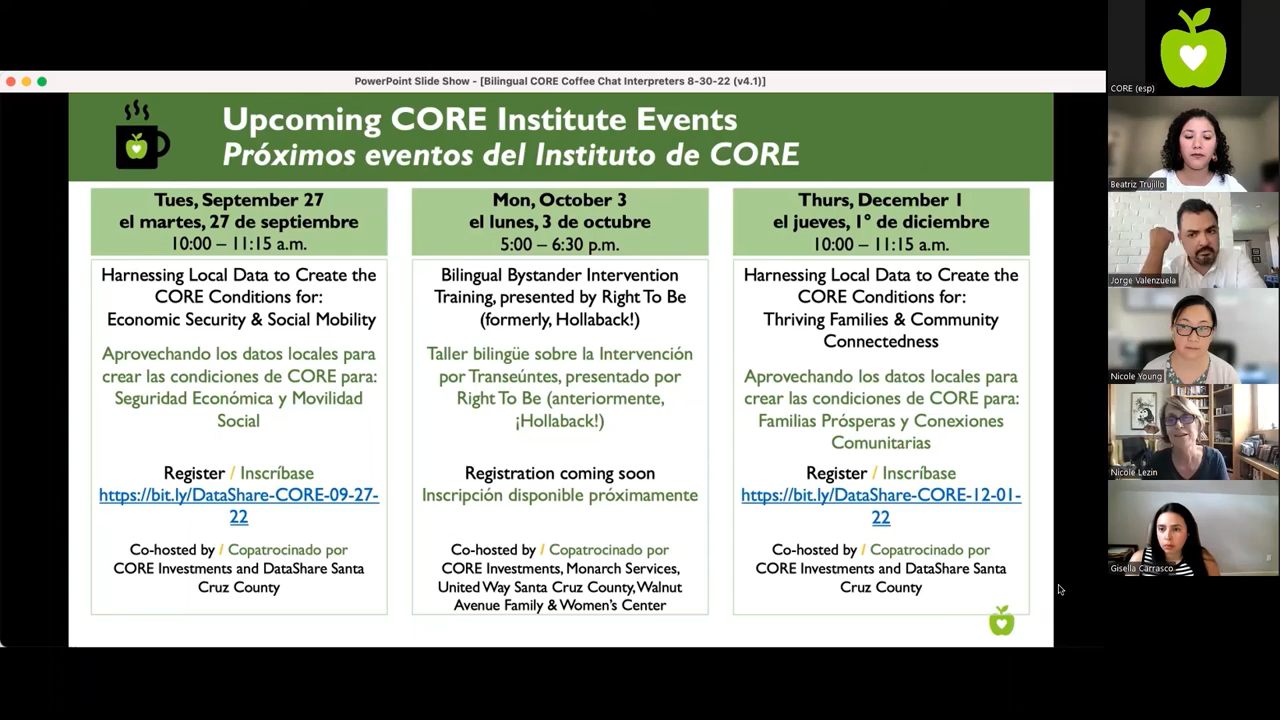 PowerPoint Slide Show - [Bilingual CORE Coffee Chat Interpreters 8-30-22 (v4.1)]
Upcoming CORE Institute Events
Próximos eventos del Instituto de CORE
Tues, September 27
el martes, 27 de septiembre
10:00 – 11:15 a.m.
Harnessing Local Data to Create the
CORE Conditions for:
Economic Security & Social Mobility
Aprovechando los datos locales para
crear las condiciones de CORE para:
Seguridad Económica y Movilidad
Social
Register / Inscríbase
https://bit.ly/DataShare-CORE-09-27-
22
Co-hosted by / Copatrocinado por
CORE Investments and DataShare Santa
Cruz County
Mon, October 3
el lunes, 3 de octubre
5:00 – 6:30 p.m.
Bilingual Bystander Intervention
Training, presented by Right To Be
(formerly, Hollaback!)
Taller bilingüe sobre la Intervención
por Transeúntes, presentado por
Right To Be (anteriormente,
¡Hollaback!)
Registration coming soon
Inscripción disponible próximamente
Co-hosted by / Copatrocinado por
CORE Investments, Monarch Services,
United Way Santa Cruz County, Walnut
Avenue Family & Women's Center
Thurs, December 1
el jueves, 1° de diciembre
10:00 – 11:15 a.m.
Harnessing Local Data to Create the
CORE Conditions for:
Thriving Families & Community
Connectedness
Aprovechando los datos locales para
crear las condiciones de CORE para:
Familias Prósperas y Conexiones
Comunitarias
Register / Inscríbase
https://bit.ly/DataShare-CORE-12-01-
22
Co-hosted by / Copatrocinado por
CORE Investments and DataShare Santa
Cruz County
CORE (esp)
Beatriz Trujillo
Jorge Valenzuela
Nicole Young
Nicole Lezin
Gisella Carrasco